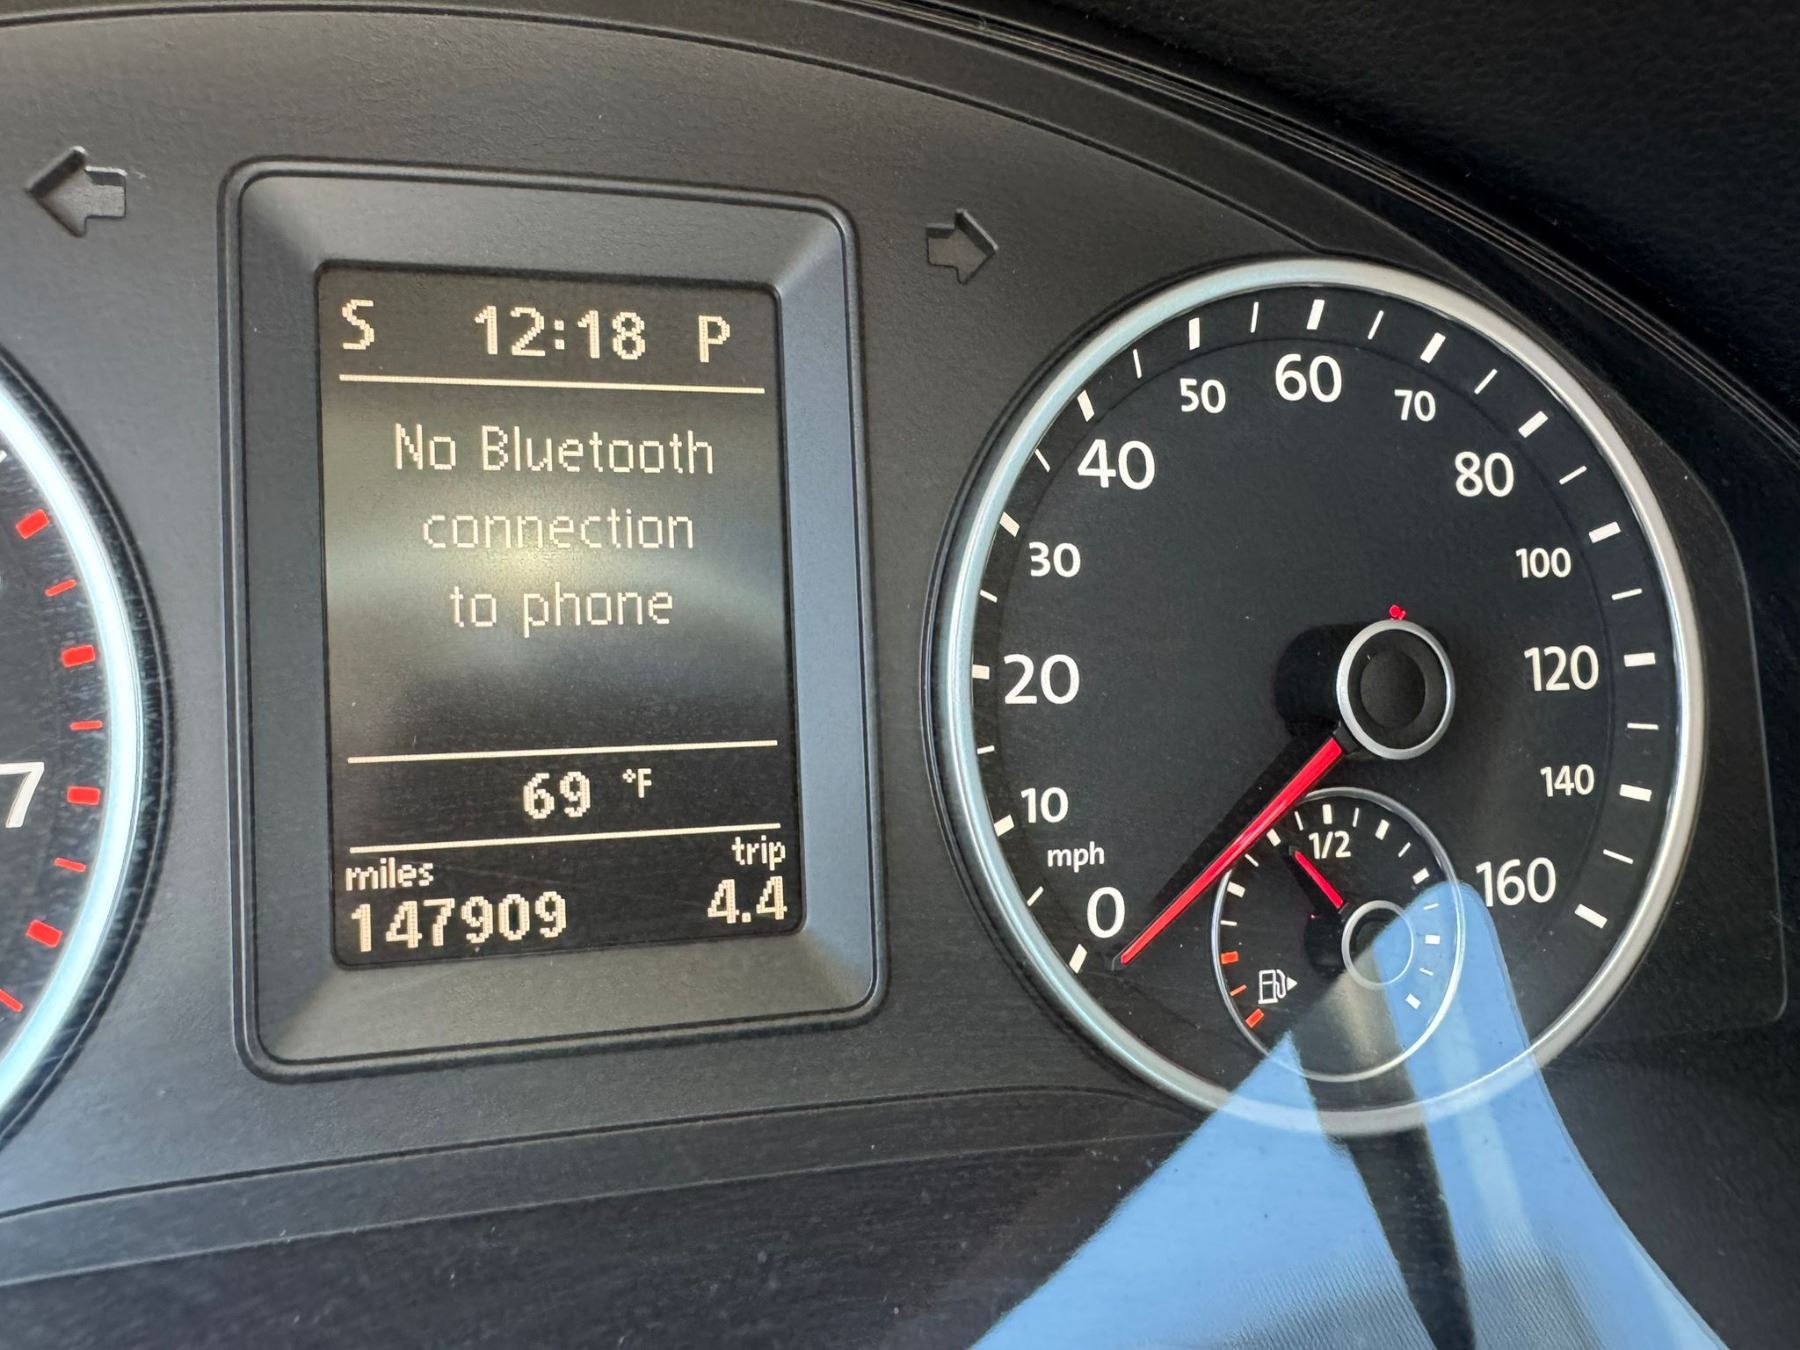 S 12:18 P
No Bluetooth
connection
to phone
69 °F
miles trip
147909 4.4
7
0
10
20
30
40
50
60
70
80
100
120
140
160
mph
1/2